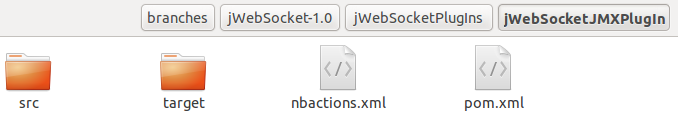 branches jWebSocket-1.0 jWebSocketPlugIns jWebSocketJMXPlugIn
src target nbactions.xml pom.xml